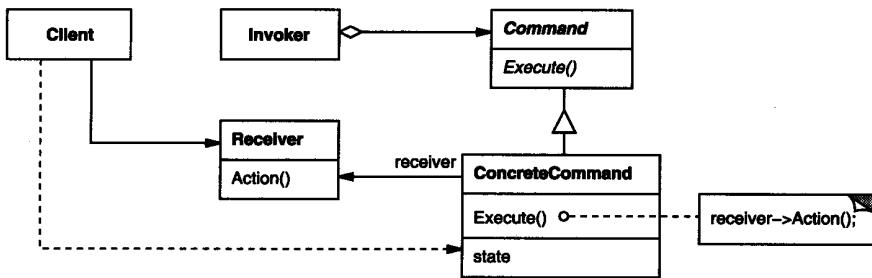 Client
Invoker
Command
Execute()
Receiver
Action()
receiver
ConcreteCommand
Execute()
state
receiver–>Action();